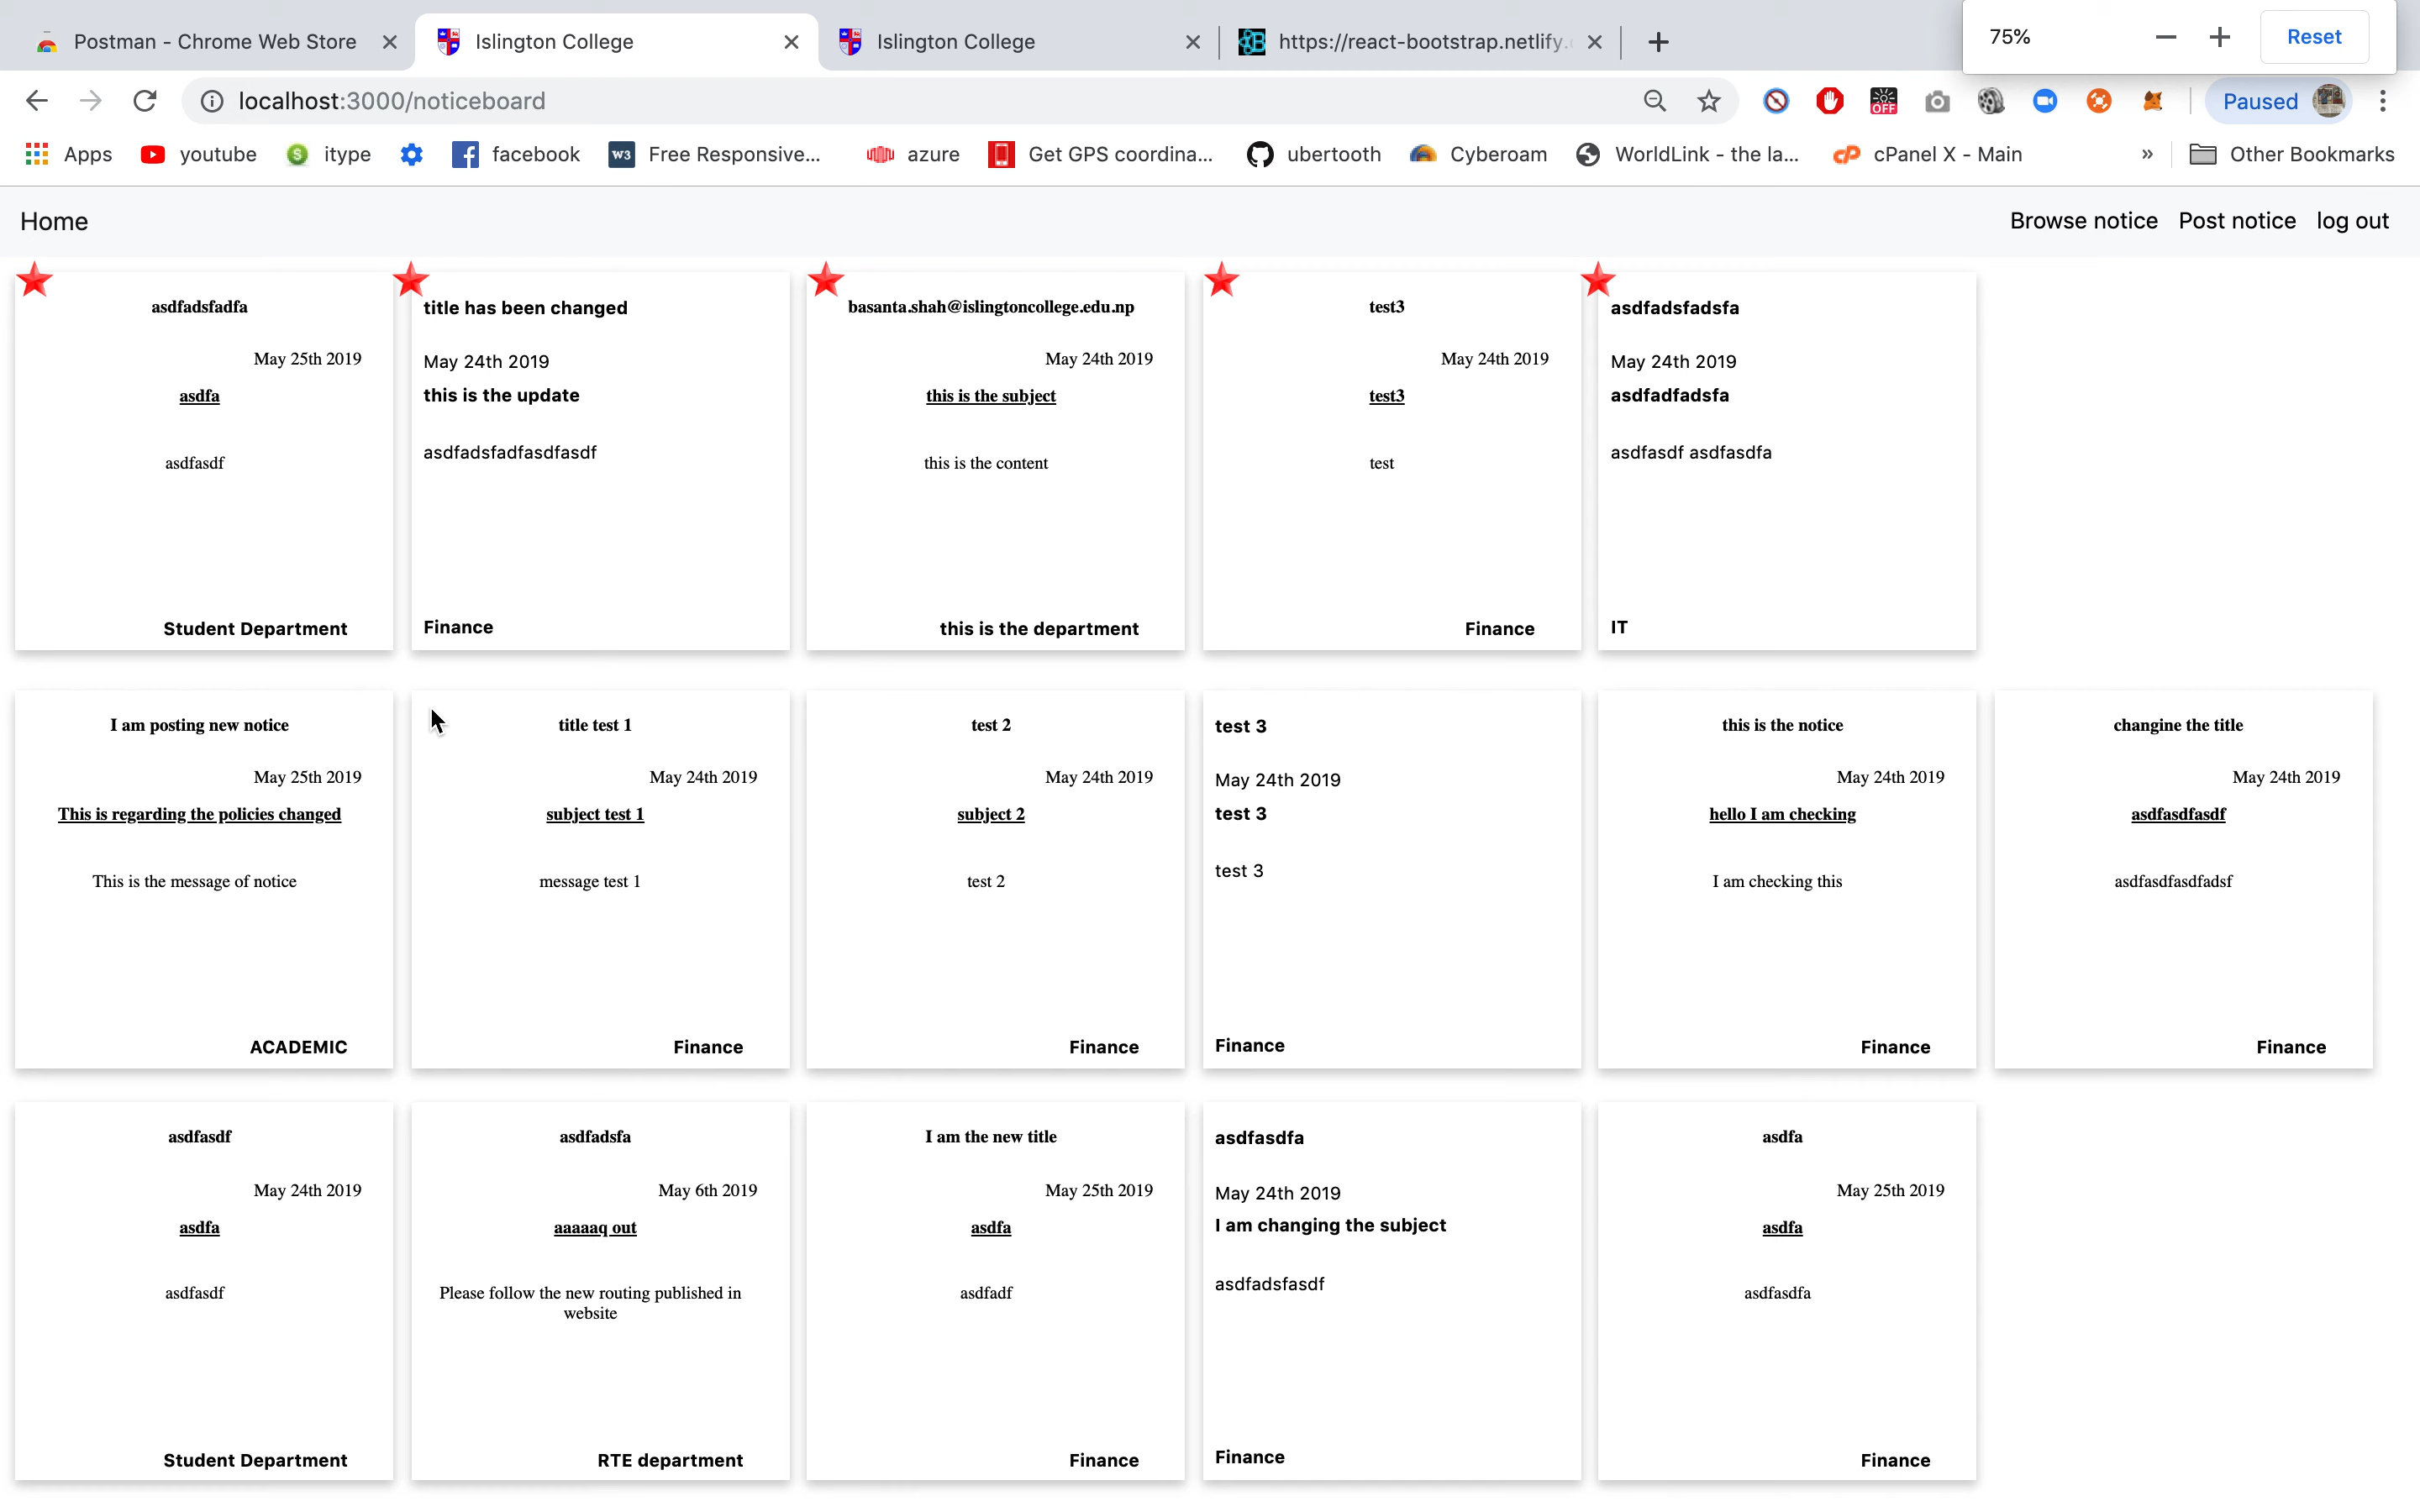 Postman - Chrome Web Store
Islington College
Islington College
https://react-bootstrap.netlify.
75%
Reset
localhost:3000/noticeboard
OFF
Paused
Apps
youtube
itype
facebook
W3
Free Responsive...
azure
Get GPS coordina...
ubertooth
Cyberoam
WorldLink - the la...
cPanel X - Main
»
Other Bookmarks
Home
Browse notice
Post notice
log out
asdfadsfadfa
May 25th 2019
asdfa
asdfasdf
Student Department
title has been changed
May 24th 2019
this is the update
asdfadsfadfasdfasdf
Finance
basanta.shah@islingtoncollege.edu.np
May 24th 2019
this is the subject
this is the content
this is the department
test3
May 24th 2019
test3
test
Finance
asdfadsfadsfa
May 24th 2019
asdfadfadsfa
asdfasdf asdfasdfa
IT
I am posting new notice
May 25th 2019
This is regarding the policies changed
This is the message of notice
ACADEMIC
title test 1
May 24th 2019
subject test 1
message test 1
Finance
test 2
May 24th 2019
subject 2
test 2
Finance
test 3
May 24th 2019
test 3
test 3
Finance
this is the notice
May 24th 2019
hello I am checking
I am checking this
Finance
changine the title
May 24th 2019
asdfasdfasdf
asdfasdfasdfadsf
Finance
asdfasdf
May 24th 2019
asdfa
asdfasdf
Student Department
asdfadsfa
May 6th 2019
aaaaaq out
Please follow the new routing published in
website
RTE department
I am the new title
May 25th 2019
asdfa
asdfadf
Finance
asdfasdfa
May 24th 2019
I am changing the subject
asdfadsfasdf
Finance
asdfa
May 25th 2019
asdfa
asdfasdfa
Finance